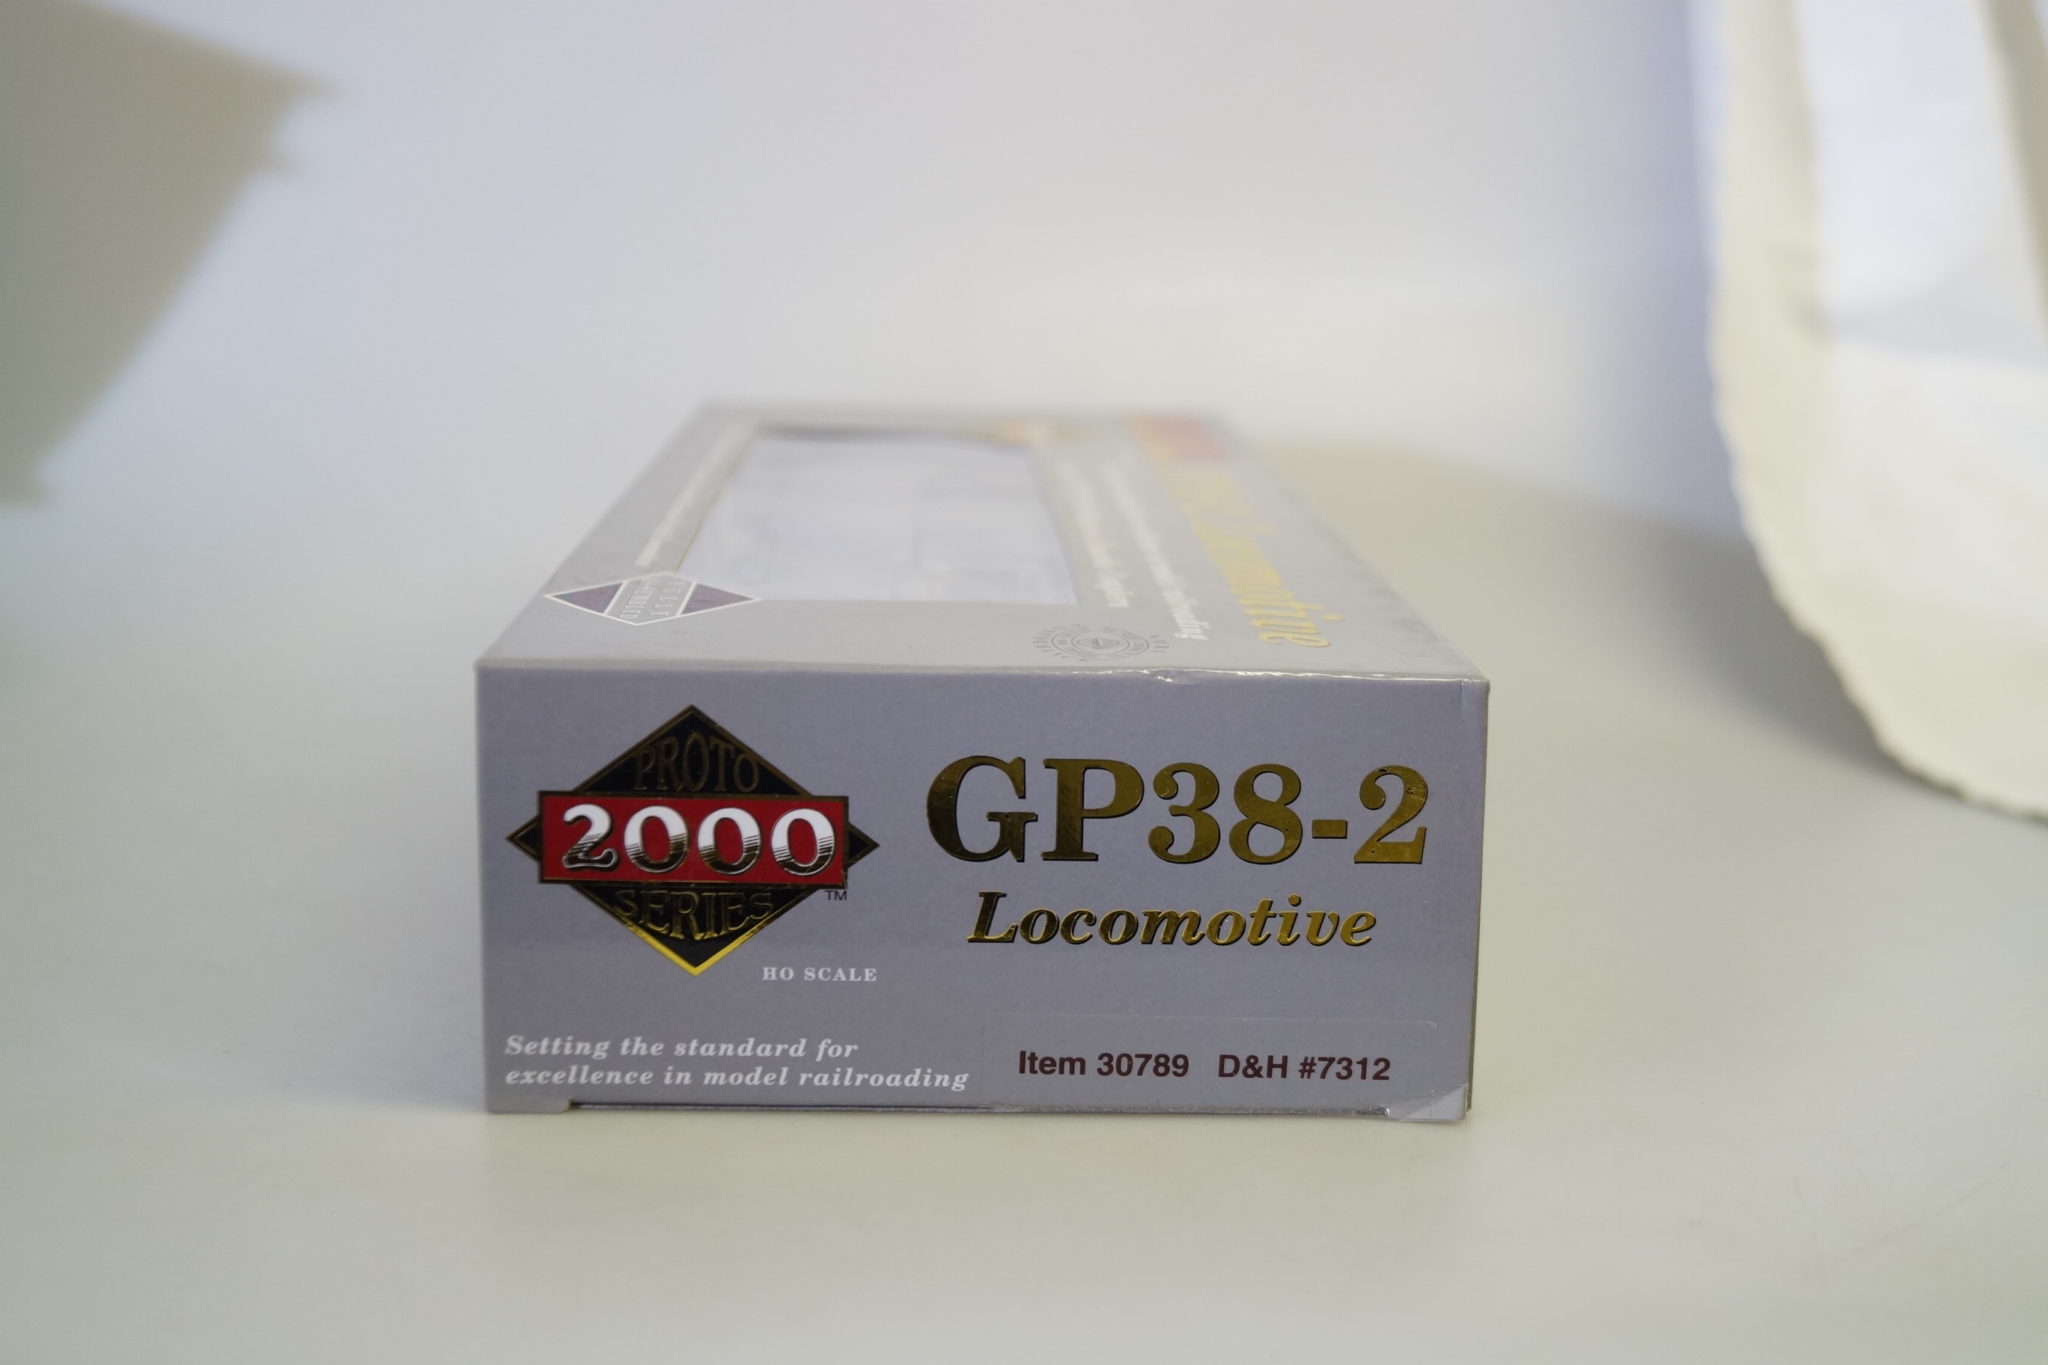 Locomotive
PROTO
2000
SERIES
TM
HO SCALE
GP38-2
Locomotive
Setting the standard for
excellence in model railroading
Item 30789 D&H #7312